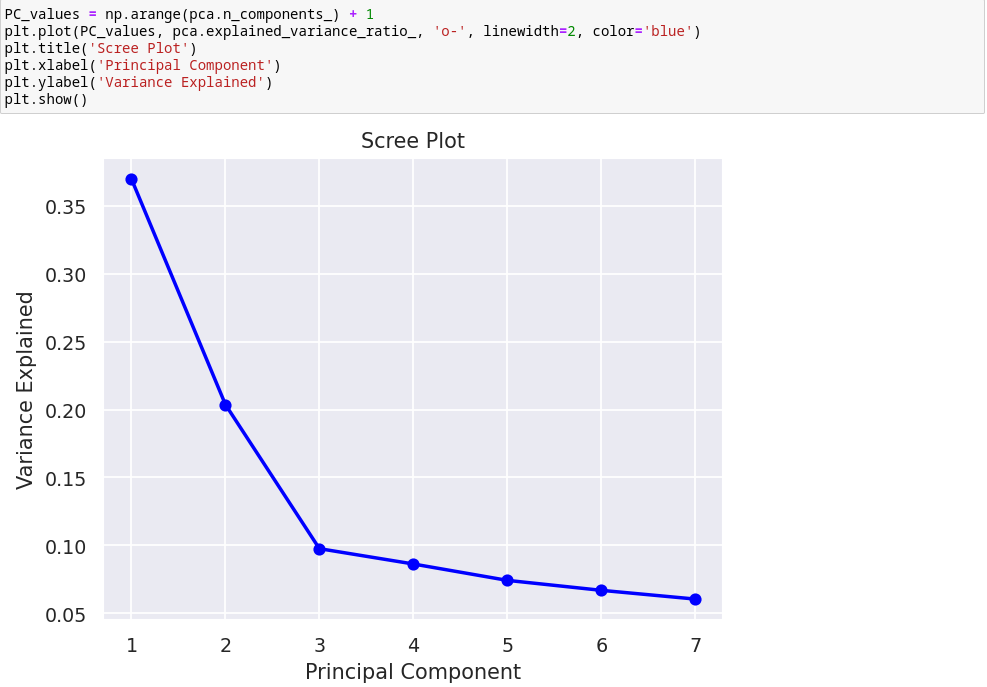 PC_values = np.arange(pca.n_components_) + 1
plt.plot(PC_values, pca.explained_variance_ratio_, 'o-', linewidth=2, color='blue')
plt.title('Scree Plot')
plt.xlabel('Principal Component')
plt.ylabel('Variance Explained')
plt.show()
Scree Plot
Variance Explained
0.35
0.30
0.25
0.20
0.15
0.10
0.05
1 2 3 4 5 6 7
Principal Component